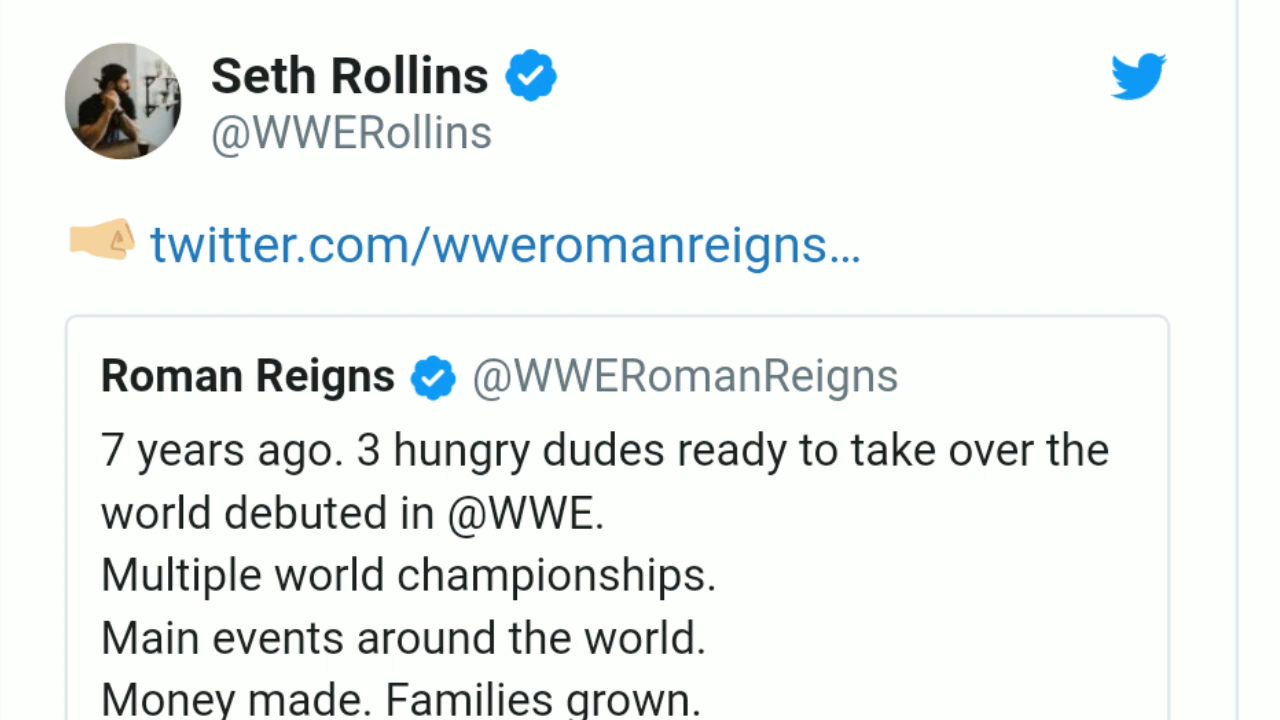 Seth Rollins
@WWERollins
🤜🏼 twitter.com/wweromanreigns…
Roman Reigns @WWERomanReigns
7 years ago. 3 hungry dudes ready to take over the
world debuted in @WWE.
Multiple world championships.
Main events around the world.
Money made. Families grown.